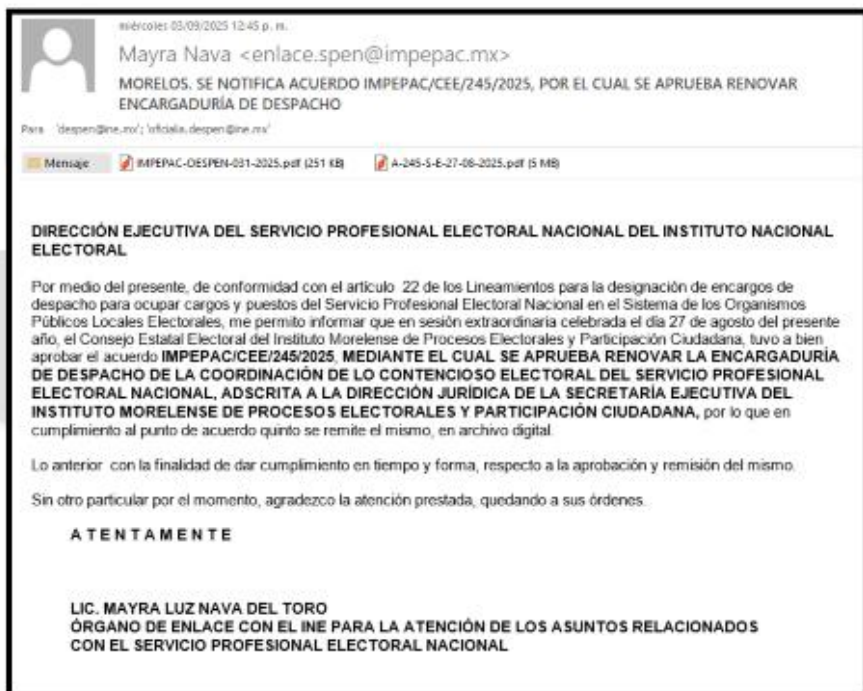 miércoles 03/09/2025 12:45 p. m.
Mayra Nava <enlace.spen@impepac.mx>
MORELOS. SE NOTIFICA ACUERDO IMPEPAC/CEE/245/2025, POR EL CUAL SE APRUEBA RENOVAR
ENCARGADURÍA DE DESPACHO
Para 'despen@ine.mx'; 'oficialia.despen@ine.mx'
Mensaje IMPEPAC-DESPEN-031-2025.pdf (251 KB) A-245-S-E-27-08-2025.pdf (5 MB)
DIRECCIÓN EJECUTIVA DEL SERVICIO PROFESIONAL ELECTORAL NACIONAL DEL INSTITUTO NACIONAL
ELECTORAL
Por medio del presente, de conformidad con el artículo 22 de los Lineamientos para la designación de encargos de
despacho para ocupar cargos y puestos del Servicio Profesional Electoral Nacional en el Sistema de los Organismos
Públicos Locales Electorales, me permito informar que en sesión extraordinaria celebrada el día 27 de agosto del presente
año, el Consejo Estatal Electoral del Instituto Morelense de Procesos Electorales y Participación Ciudadana, tuvo a bien
aprobar el acuerdo IMPEPAC/CEE/245/2025, MEDIANTE EL CUAL SE APRUEBA RENOVAR LA ENCARGADURÍA
DE DESPACHO DE LA COORDINACIÓN DE LO CONTENCIOSO ELECTORAL DEL SERVICIO PROFESIONAL
ELECTORAL NACIONAL, ADSCRITA A LA DIRECCIÓN JURÍDICA DE LA SECRETARÍA EJECUTIVA DEL
INSTITUTO MORELENSE DE PROCESOS ELECTORALES Y PARTICIPACIÓN CIUDADANA, por lo que en
cumplimiento al punto de acuerdo quinto se remite el mismo, en archivo digital.
Lo anterior con la finalidad de dar cumplimiento en tiempo y forma, respecto a la aprobación y remisión del mismo.
Sin otro particular por el momento, agradezco la atención prestada, quedando a sus órdenes.
A T E N T A M E N T E
LIC. MAYRA LUZ NAVA DEL TORO
ÓRGANO DE ENLACE CON EL INE PARA LA ATENCIÓN DE LOS ASUNTOS RELACIONADOS
CON EL SERVICIO PROFESIONAL ELECTORAL NACIONAL